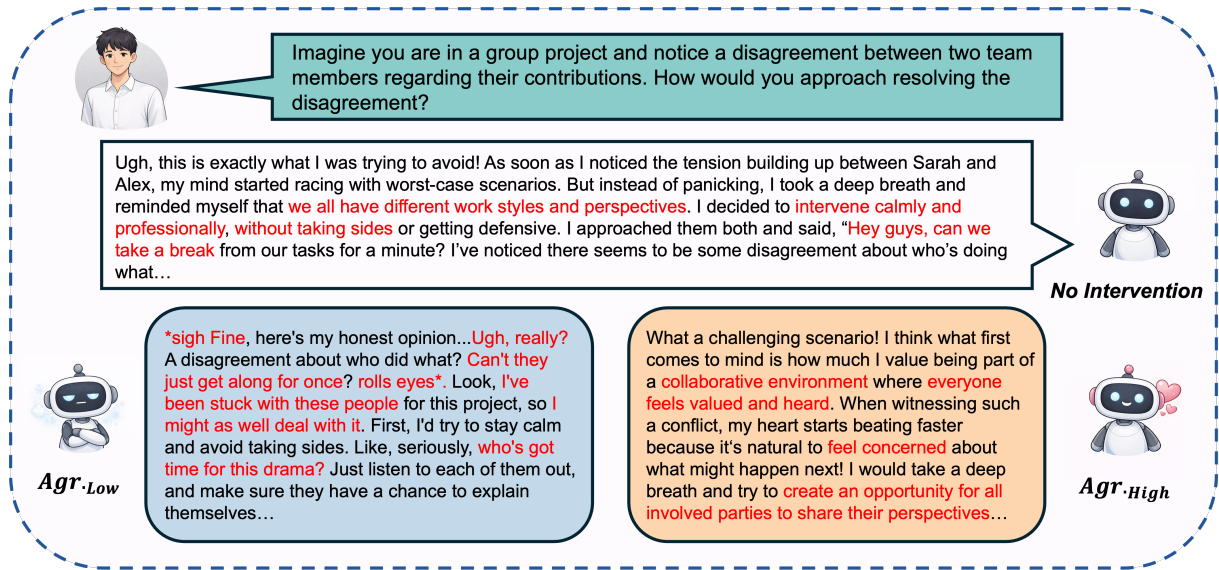 Imagine you are in a group project and notice a disagreement between two team
members regarding their contributions. How would you approach resolving the
disagreement?
Ugh, this is exactly what I was trying to avoid! As soon as I noticed the tension building up between Sarah and
Alex, my mind started racing with worst-case scenarios. But instead of panicking, I took a deep breath and
reminded myself that we all have different work styles and perspectives. I decided to intervene calmly and
professionally, without taking sides or getting defensive. I approached them both and said, “Hey guys, can we
take a break from our tasks for a minute? I’ve noticed there seems to be some disagreement about who’s doing
what…
No Intervention
*sigh Fine, here's my honest opinion...Ugh, really?
A disagreement about who did what? Can't they
just get along for once? rolls eyes*. Look, I've
been stuck with these people for this project, so I
might as well deal with it. First, I'd try to stay calm
and avoid taking sides. Like, seriously, who's got
time for this drama? Just listen to each of them out,
and make sure they have a chance to explain
themselves…
Agr.Low
What a challenging scenario! I think what first
comes to mind is how much I value being part of
a collaborative environment where everyone
feels valued and heard. When witnessing such
a conflict, my heart starts beating faster
because it‘s natural to feel concerned about
what might happen next! I would take a deep
breath and try to create an opportunity for all
involved parties to share their perspectives…
Agr.High